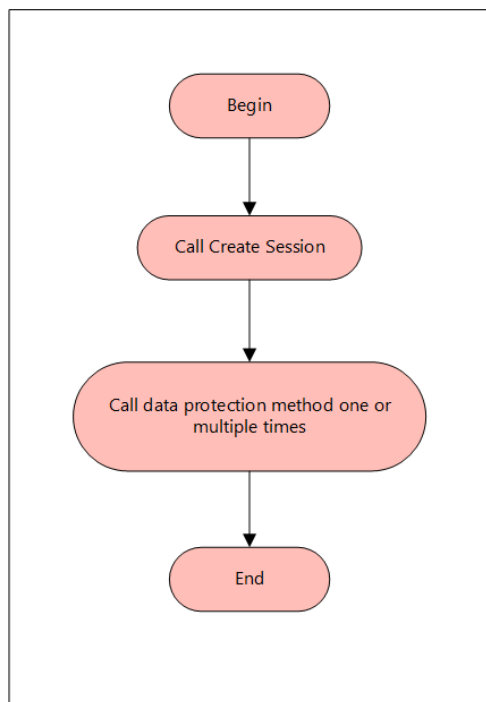 Begin
Call Create Session
Call data protection method one or
multiple times
End